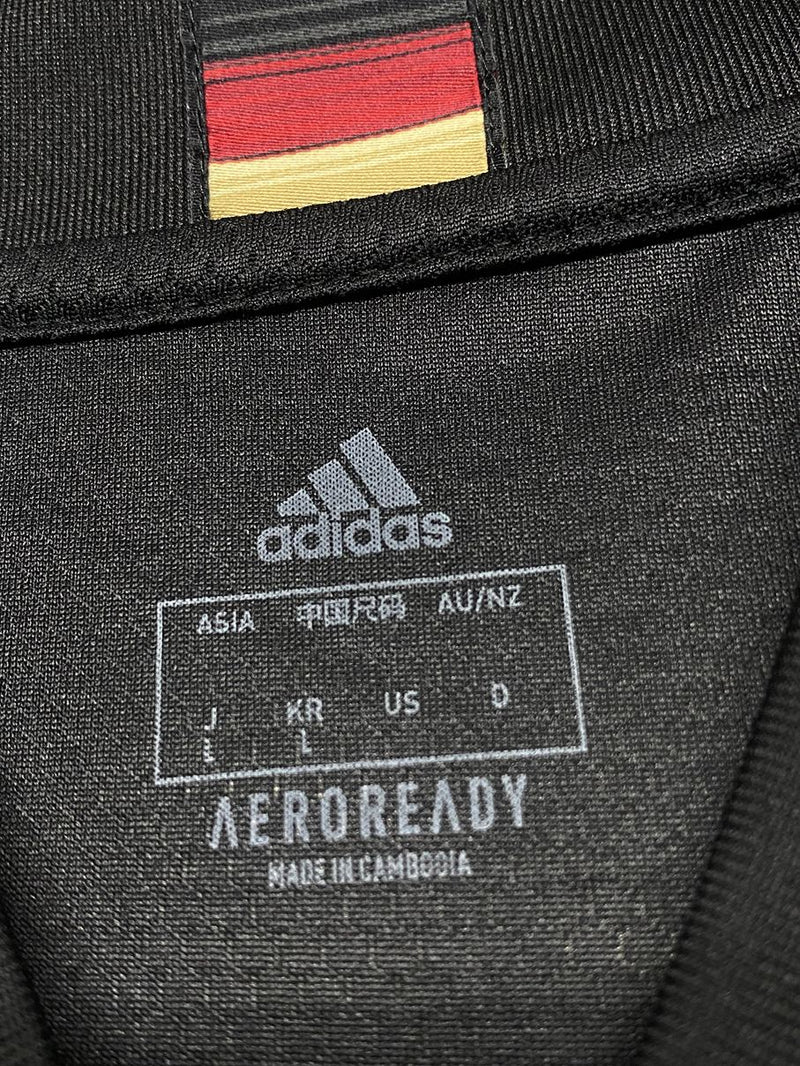 adidas
ASIA 中国尺码 AU/NZ
J KR US D
L L
AEROREADY
MADE IN CAMBODIA